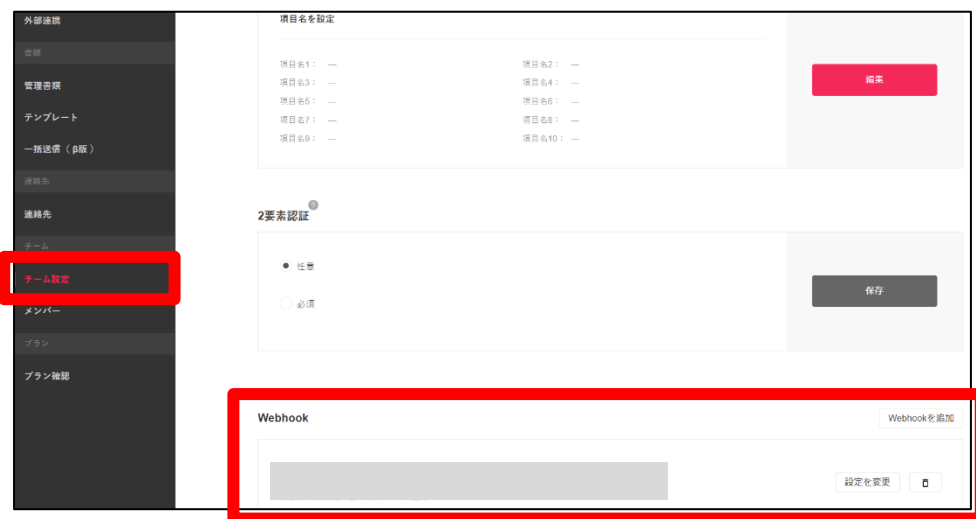 外部連携
書類
管理書類
テンプレート
一括送信（β版）
連絡先
連絡先
チーム
チーム設定
メンバー
プラン
プラン確認
項目名を設定
項目名1： —
項目名2： —
項目名3： —
項目名4： —
項目名5： —
項目名6： —
項目名7： —
項目名8： —
項目名9： —
項目名10： —
編集
2要素認証 ?
任意
必須
保存
Webhook
Webhookを追加
設定を変更